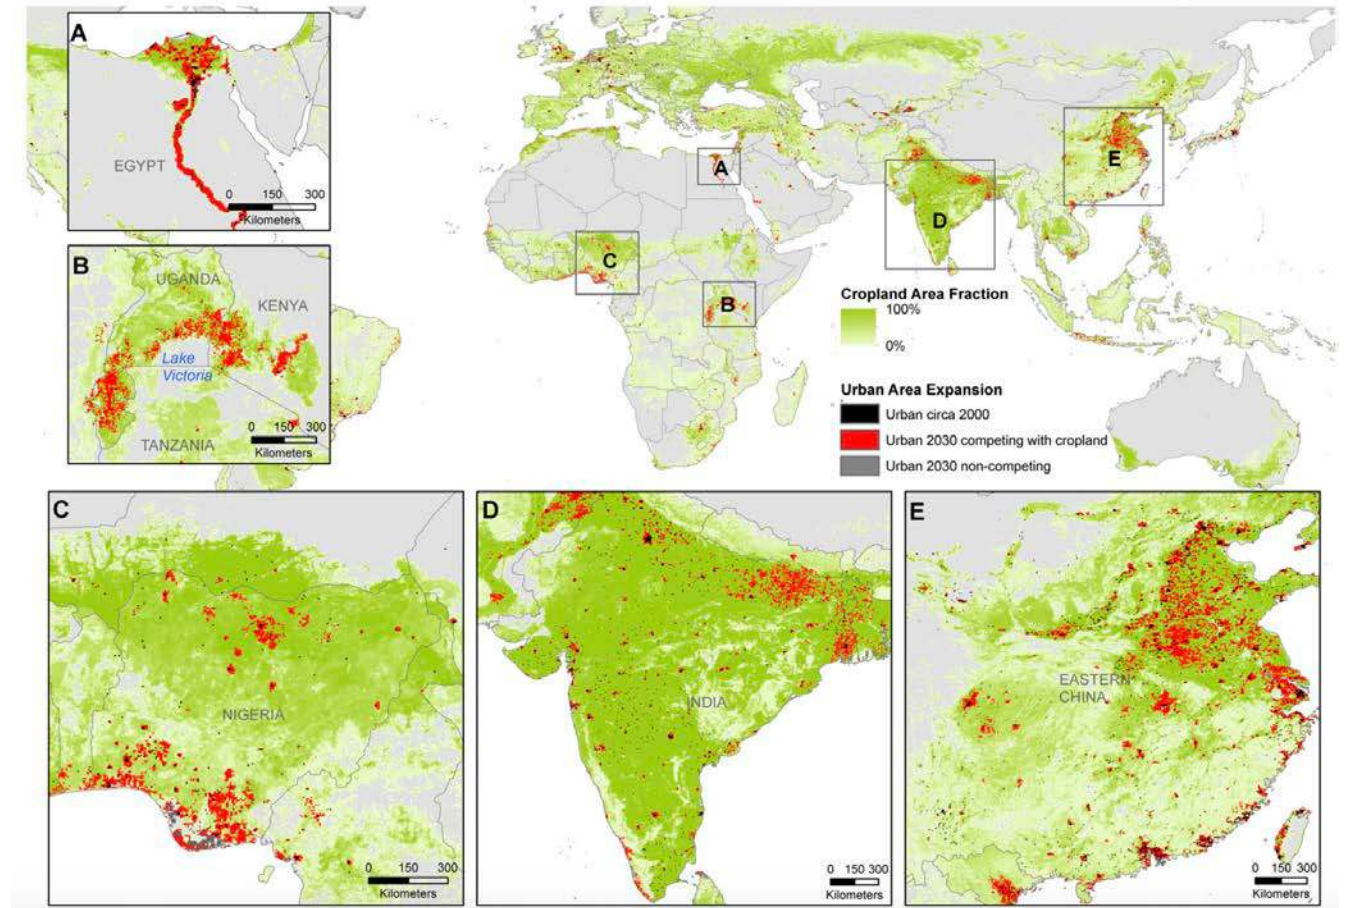 A
EGYPT
0 150 300
Kilometers
B
UGANDA
KENYA
Lake
Victoria
TANZANIA
0 150 300
Kilometers
A
B
C
D
E
Cropland Area Fraction
100%
0%
Urban Area Expansion
Urban circa 2000
Urban 2030 competing with cropland
Urban 2030 non-competing
C
NIGERIA
0 150 300
Kilometers
D
INDIA
0 150 300
Kilometers
E
EASTERN
CHINA
0 150 300
Kilometers